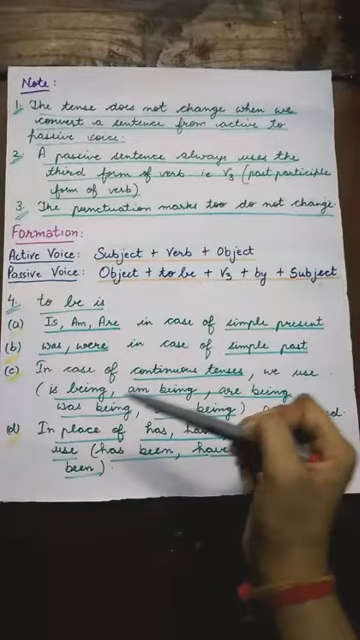 Note:
1. The tense does not change when we
convert a sentence from active to
passive voice.
2. A passive sentence always uses the
third form of verb i.e V3 (past participle
form of verb).
3. The punctuation marks too do not change.
Formation:
Active Voice: Subject + Verb + Object
Passive Voice: Object + to be + V3 + by + Subject
4. to be is
(a) Is, Am, Are in case of simple present
(b) was, were in case of simple past
(c) In case of continuous tenses, we use
(is being, am being, are being
was being, being)
(d) In place of has,
use (has been, have
been).